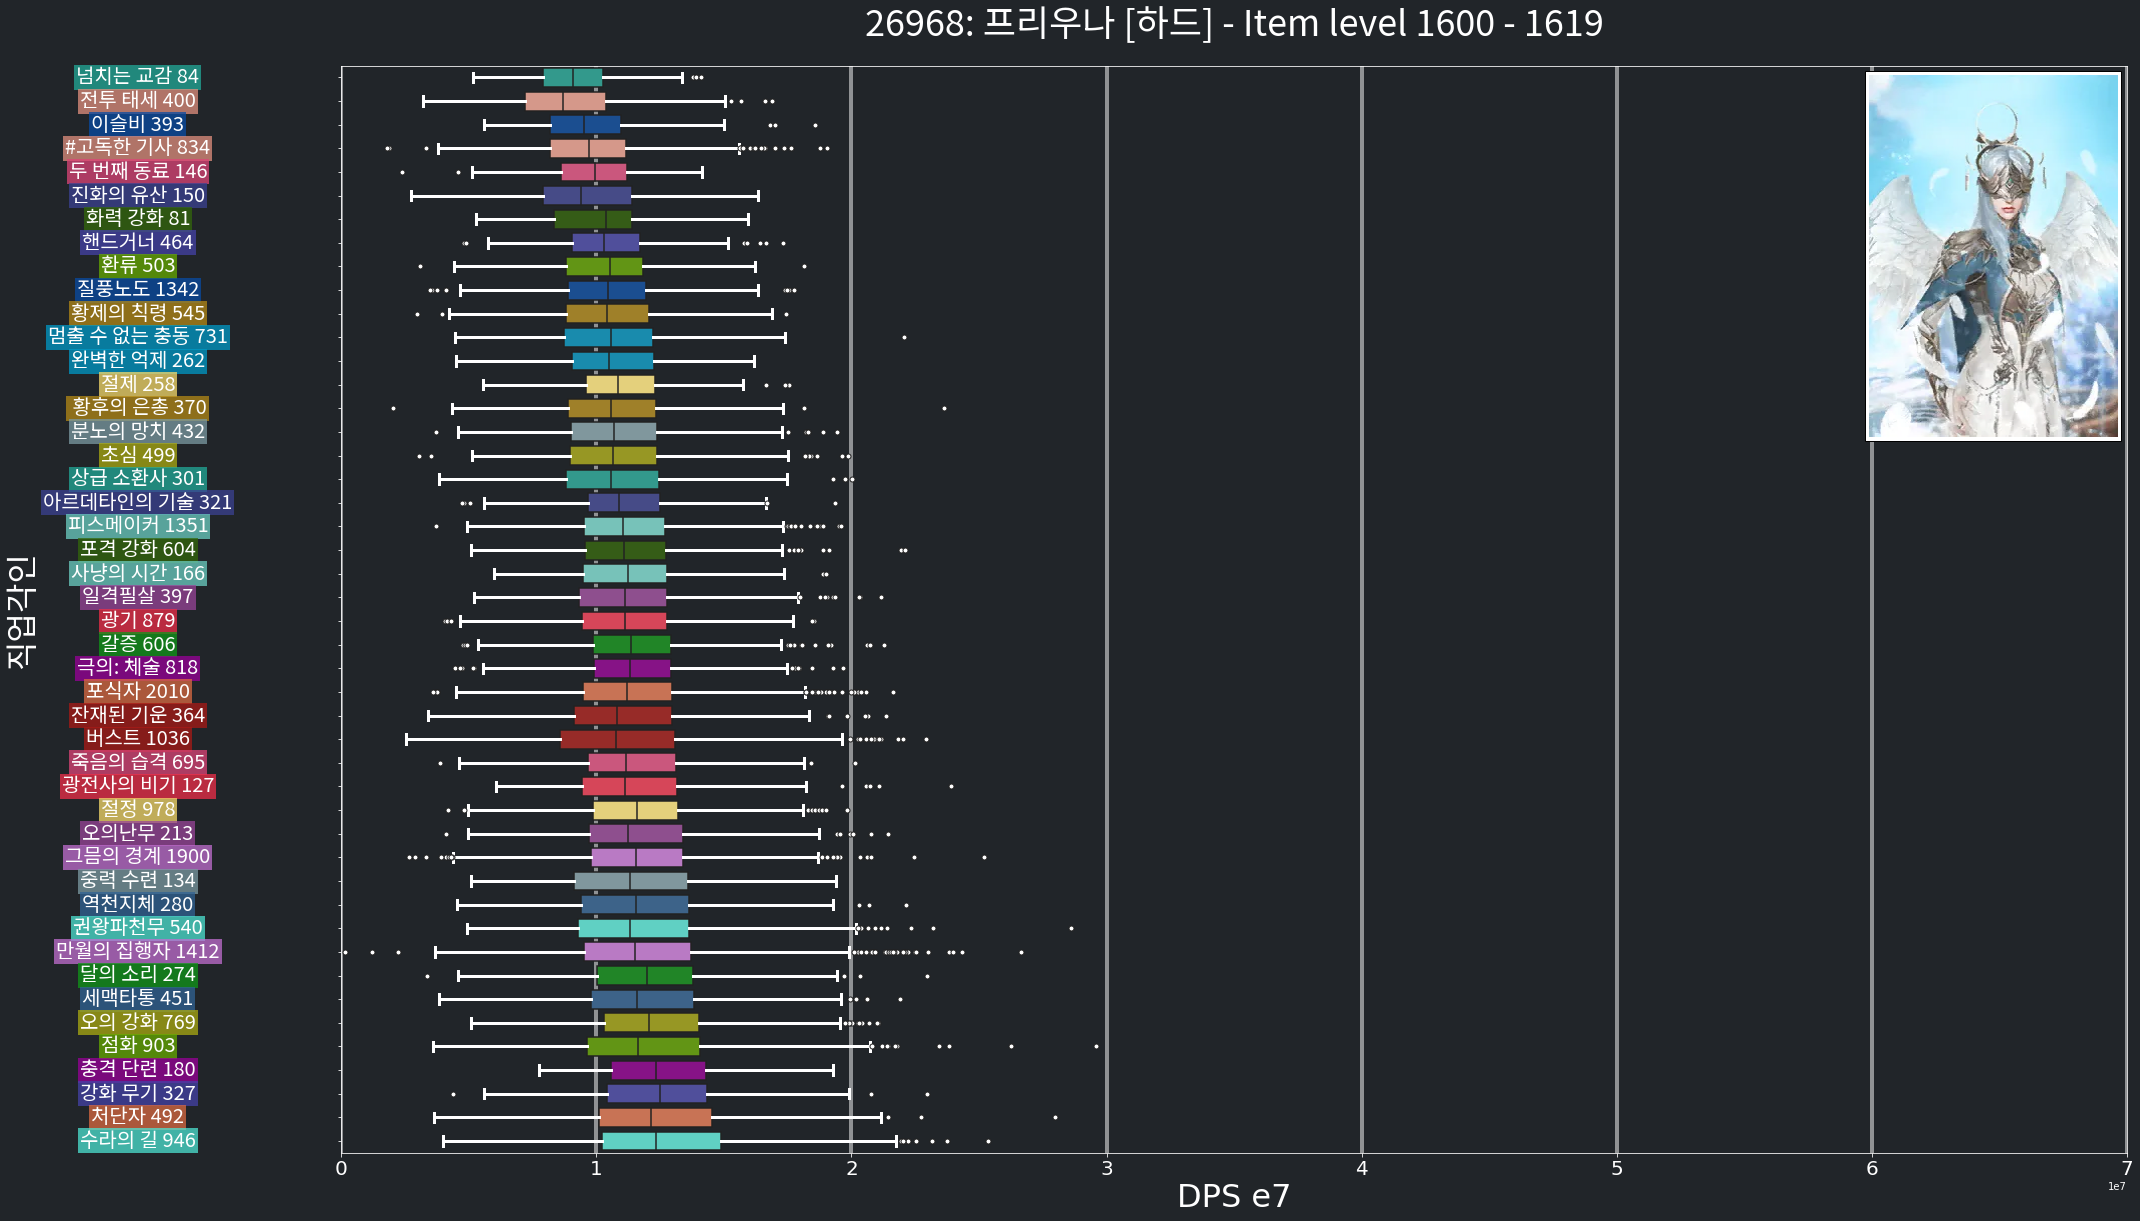 26968: 프리우나 [하드] - Item level 1600 - 1619
넘치는 교감 84
전투 태세 400
이슬비 393
#고독한 기사 834
두 번째 동료 146
진화의 유산 150
화력 강화 81
핸드거너 464
환류 503
질풍노도 1342
황제의 칙령 545
멈출 수 없는 충동 731
완벽한 억제 262
절제 258
황후의 은총 370
분노의 망치 432
초심 499
상급 소환사 301
아르데타인의 기술 321
피스메이커 1351
포격 강화 604
사냥의 시간 166
일격필살 397
광기 879
갈증 606
극의: 체술 818
포식자 2010
잔재된 기운 364
버스트 1036
죽음의 습격 695
광전사의 비기 127
절정 978
오의난무 213
그믐의 경계 1900
중력 수련 134
역천지체 280
권왕파천무 540
만월의 집행자 1412
달의 소리 274
세맥타통 451
오의 강화 769
점화 903
충격 단련 180
강화 무기 327
처단자 492
수라의 길 946
직업각인
0 1 2 3 4 5 6 7
DPS e7
1e7